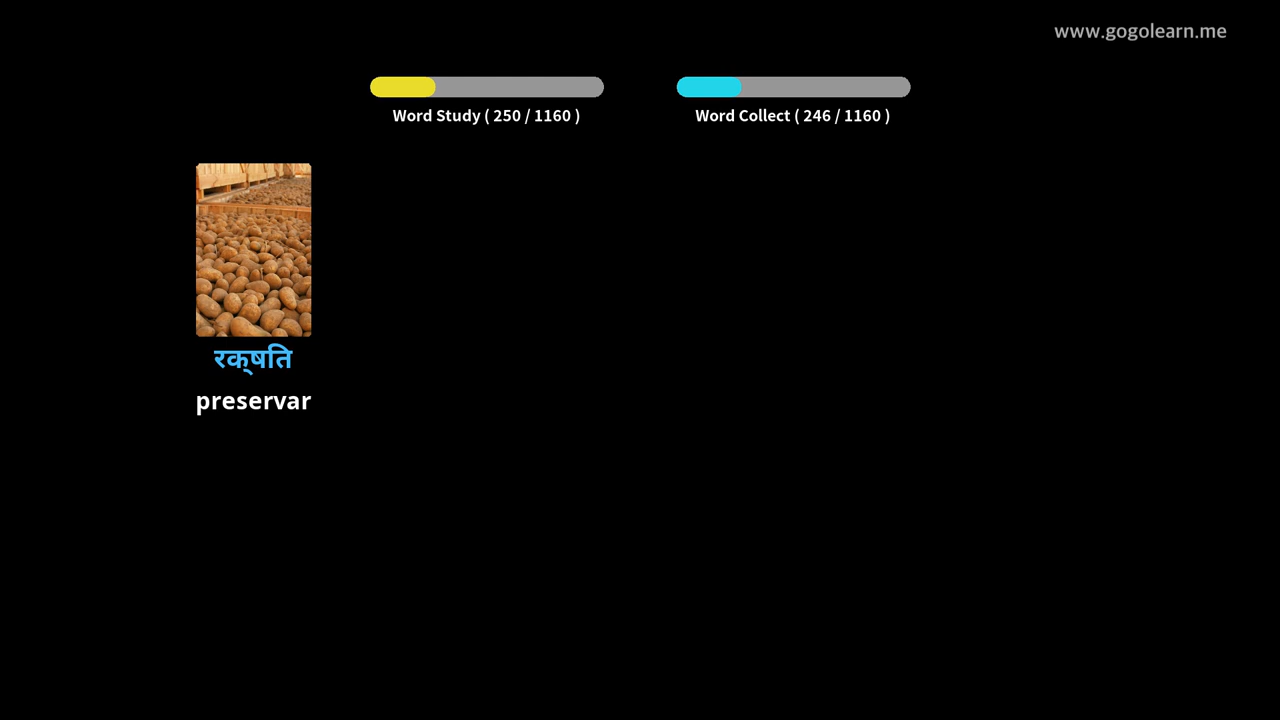 www.gogolearn.me
Word Study ( 250 / 1160 )
Word Collect ( 246 / 1160 )
रक्षति
preservar